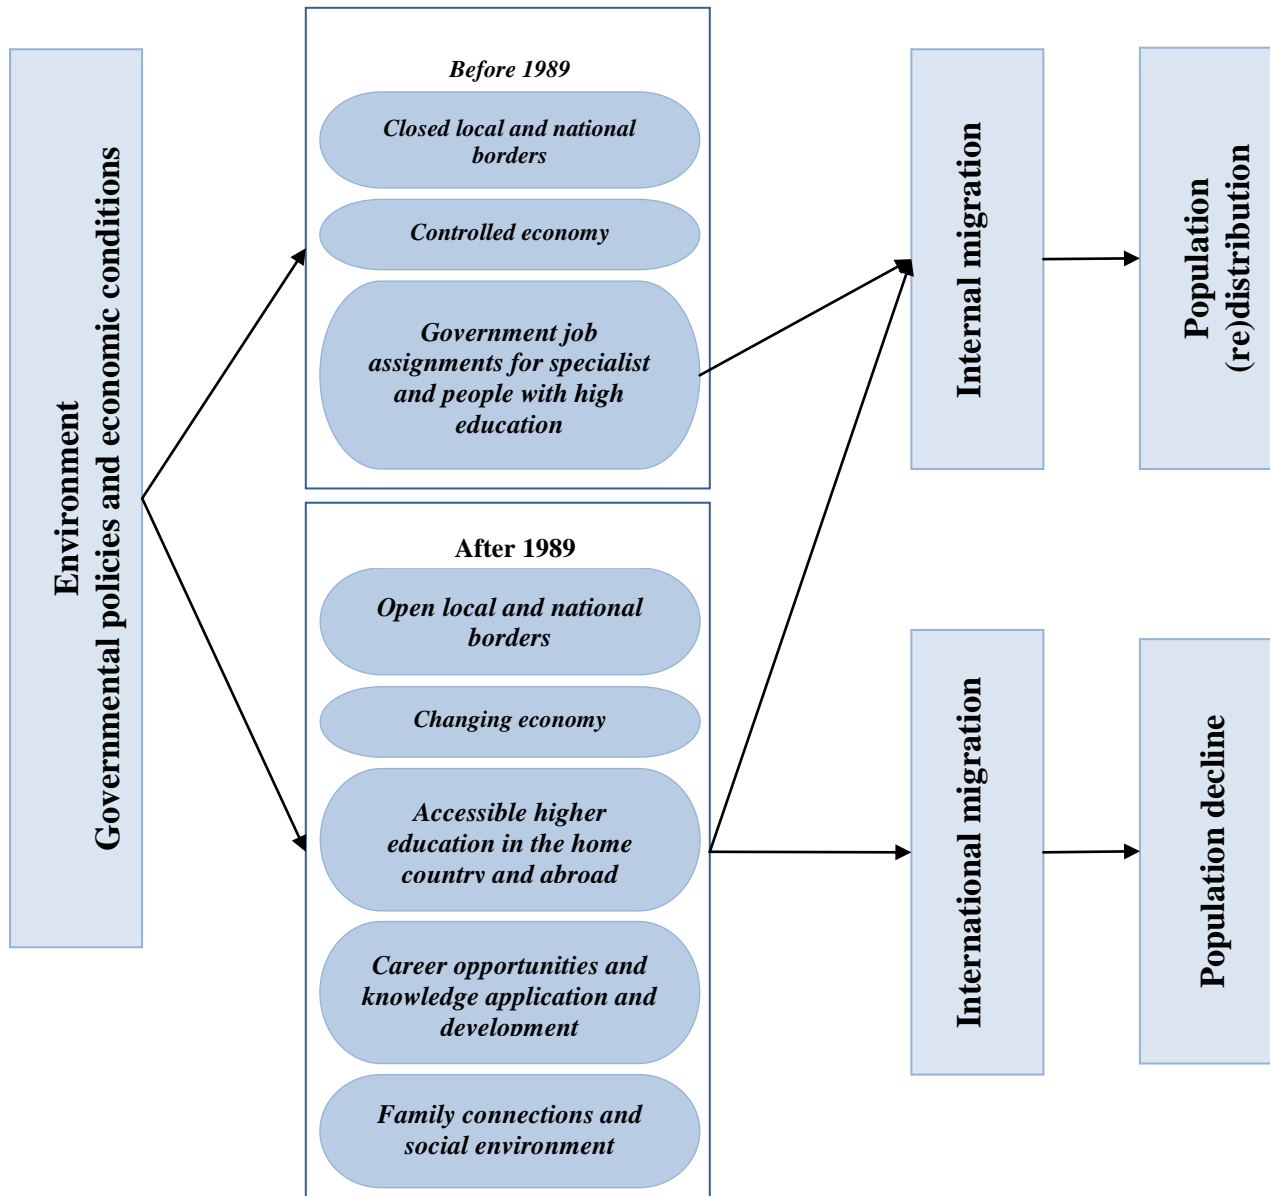 Environment
Governmental policies and economic conditions
Before 1989
Closed local and national
borders
Controlled economy
Government job
assignments for specialist
and people with high
education
After 1989
Open local and national
borders
Changing economy
Accessible higher
education in the home
country and abroad
Career opportunities and
knowledge application and
development
Family connections and
social environment
Internal migration
Population
(re)distribution
International migration
Population decline